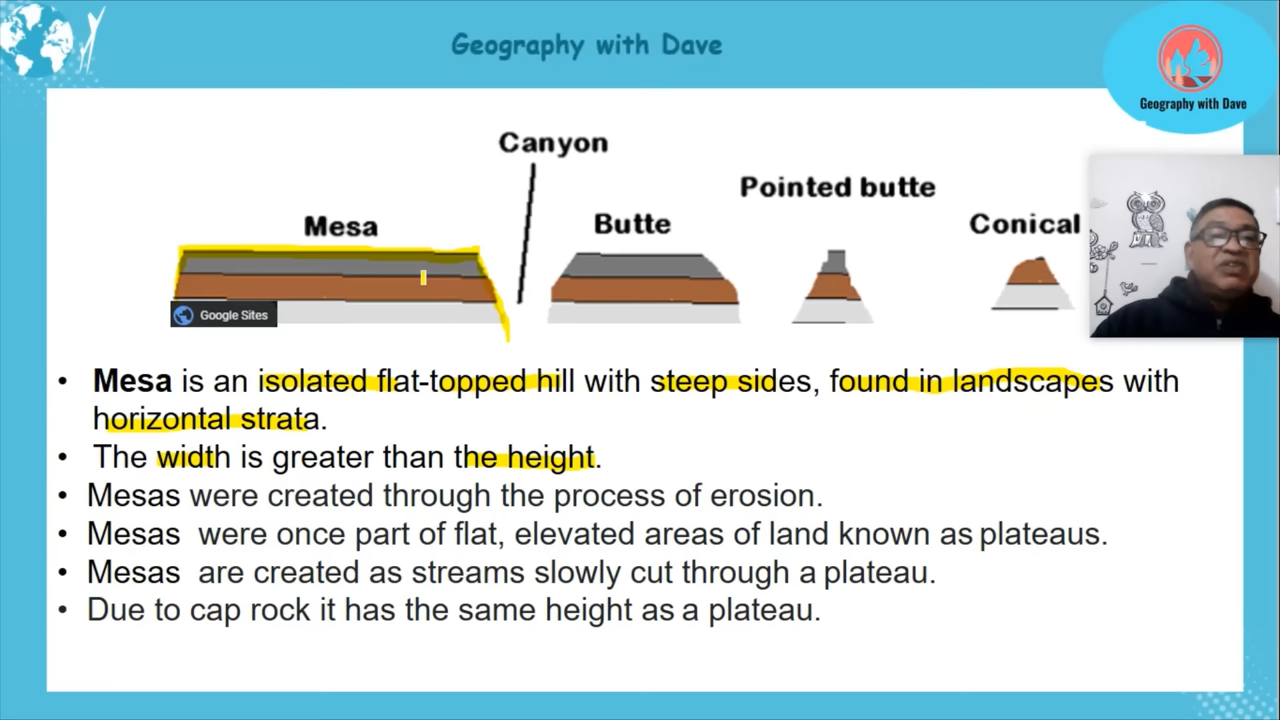 Geography with Dave
Geography with Dave
Canyon
Pointed butte
Mesa
Butte
Conical
Google Sites
• Mesa is an isolated flat-topped hill with steep sides, found in landscapes with
horizontal strata.
• The width is greater than the height.
• Mesas were created through the process of erosion.
• Mesas were once part of flat, elevated areas of land known as plateaus.
• Mesas are created as streams slowly cut through a plateau.
• Due to cap rock it has the same height as a plateau.